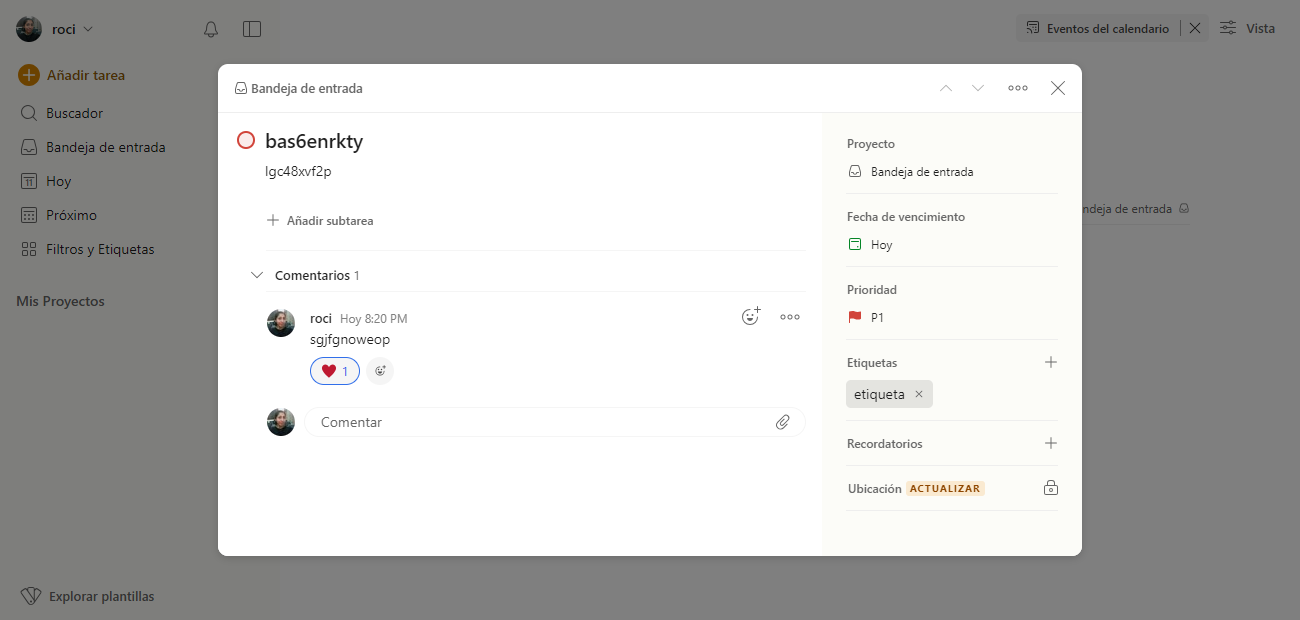 roci
Eventos del calendario
Vista
Añadir tarea
Buscador
Bandeja de entrada
11 Hoy
Próximo
Filtros y Etiquetas
Mis Proyectos
Explorar plantillas
Bandeja de entrada
bas6enrkty
lgc48xvf2p
Añadir subtarea
Comentarios 1
roci Hoy 8:20 PM
sgjfgnoweop
1
Comentar
Proyecto
Bandeja de entrada
Fecha de vencimiento
Hoy
Prioridad
P1
Etiquetas
etiqueta
Recordatorios
Ubicación ACTUALIZAR
ndeja de entrada